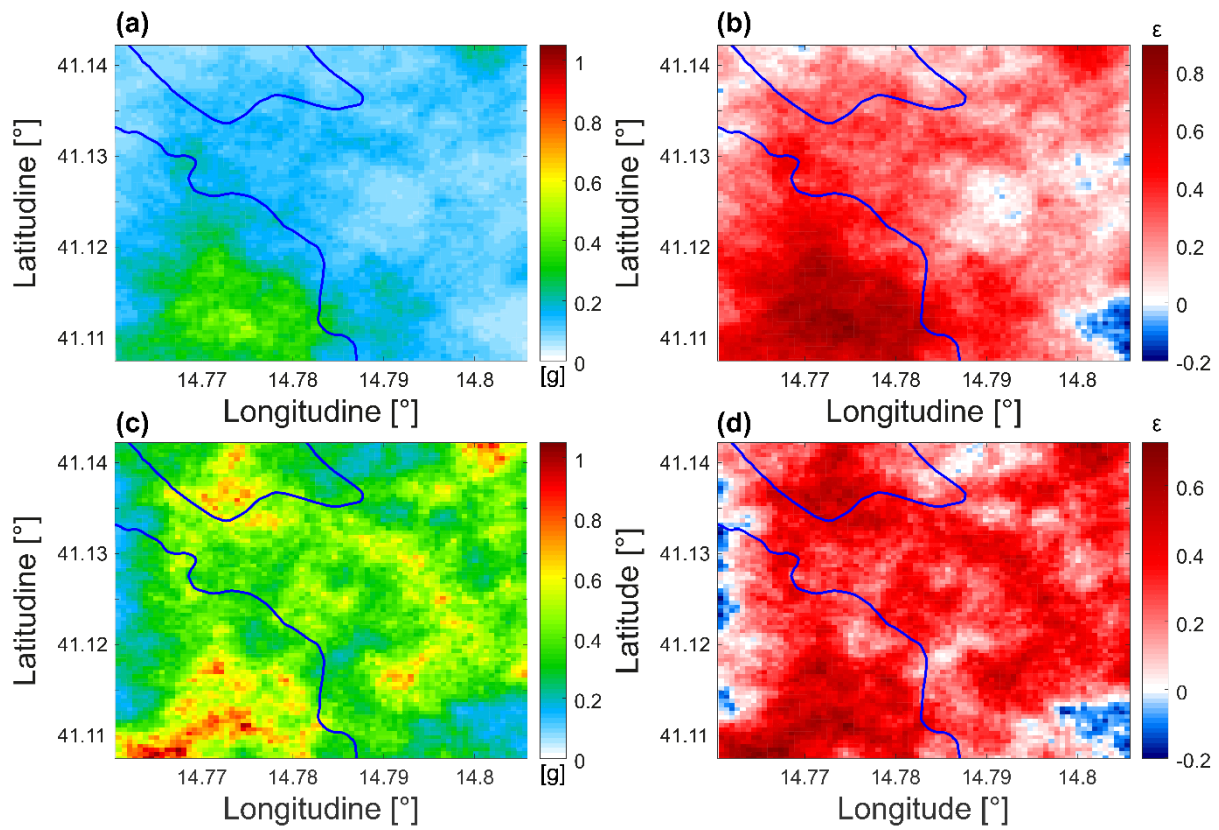 (a)
41.14
41.13
41.12
41.11
Latitudine [°]
14.77 14.78 14.79 14.8
Longitudine [°]
1
0.8
0.6
0.4
0.2
0
[g]
(b)
ε
41.14
41.13
41.12
41.11
Latitudine [°]
14.77 14.78 14.79 14.8
Longitudine [°]
0.8
0.6
0.4
0.2
0
-0.2
(c)
41.14
41.13
41.12
41.11
Latitudine [°]
14.77 14.78 14.79 14.8
Longitudine [°]
1
0.8
0.6
0.4
0.2
0
[g]
(d)
ε
41.14
41.13
41.12
41.11
Latitude [°]
14.77 14.78 14.79 14.8
Longitude [°]
0.6
0.4
0.2
0
-0.2